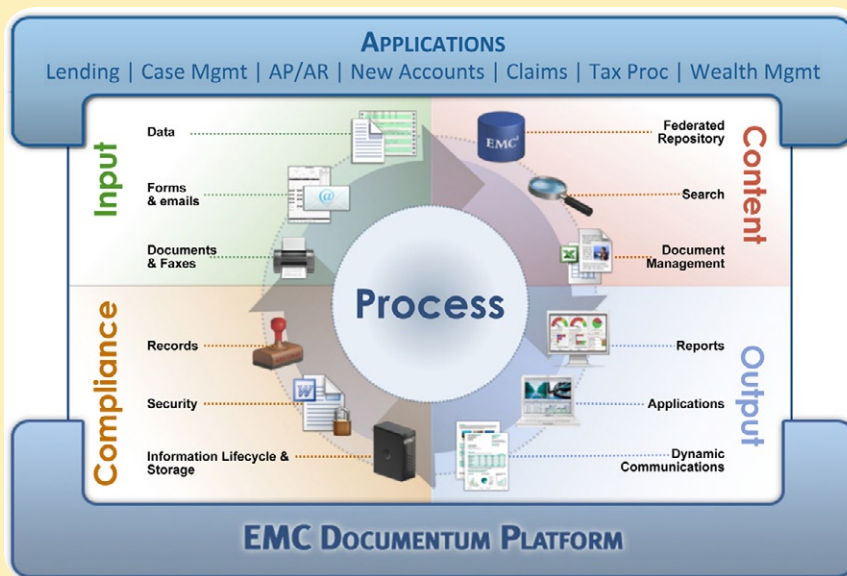 APPLICATIONS
Lending | Case Mgmt | AP/AR | New Accounts | Claims | Tax Proc | Wealth Mgmt
Input
Data
Forms
& emails
Documents
& Faxes
Content
EMC²
Federated
Repository
Search
Document
Management
Process
Compliance
Records
Security
Information Lifecycle &
Storage
Output
Reports
Applications
Dynamic
Communications
@
W
X
EMC DOCUMENTUM PLATFORM